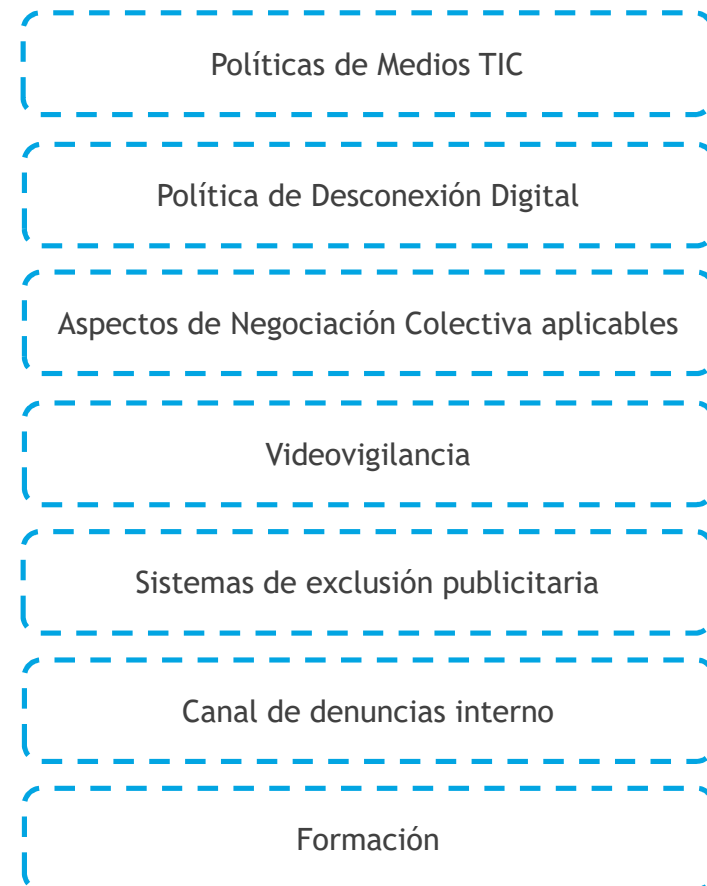 Políticas de Medios TIC
Política de Desconexión Digital
Aspectos de Negociación Colectiva aplicables
Videovigilancia
Sistemas de exclusión publicitaria
Canal de denuncias interno
Formación